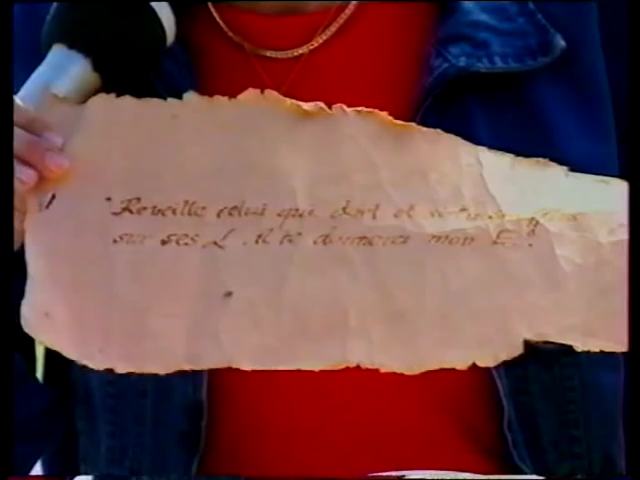 "Reveille celui qui dort et
sur ses L. il te donnera mon E".